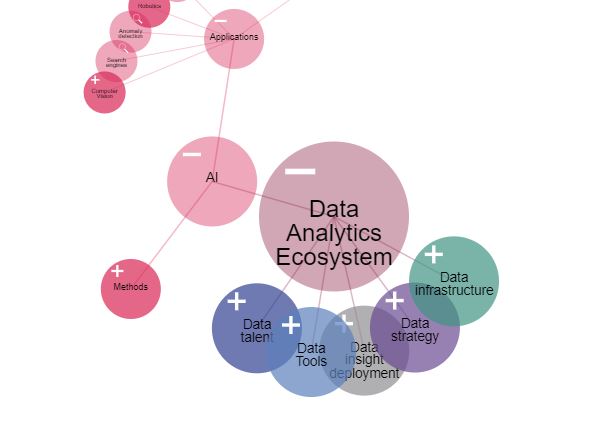 Robotics
Anomaly
detection
Applications
Search
engines
Computer
Vision
AI
Data
Analytics
Ecosystem
Methods
Data
infrastructure
Data
talent
Data
Tools
Data
insight
deployment
Data
strategy